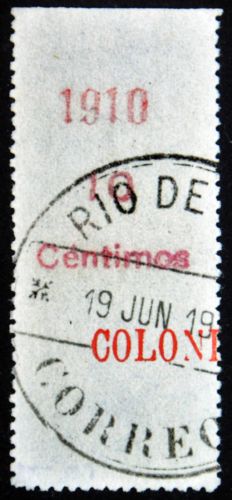 1910
10
RIO DE
Céntimos
19 JUN 19
COLONI
CORREO